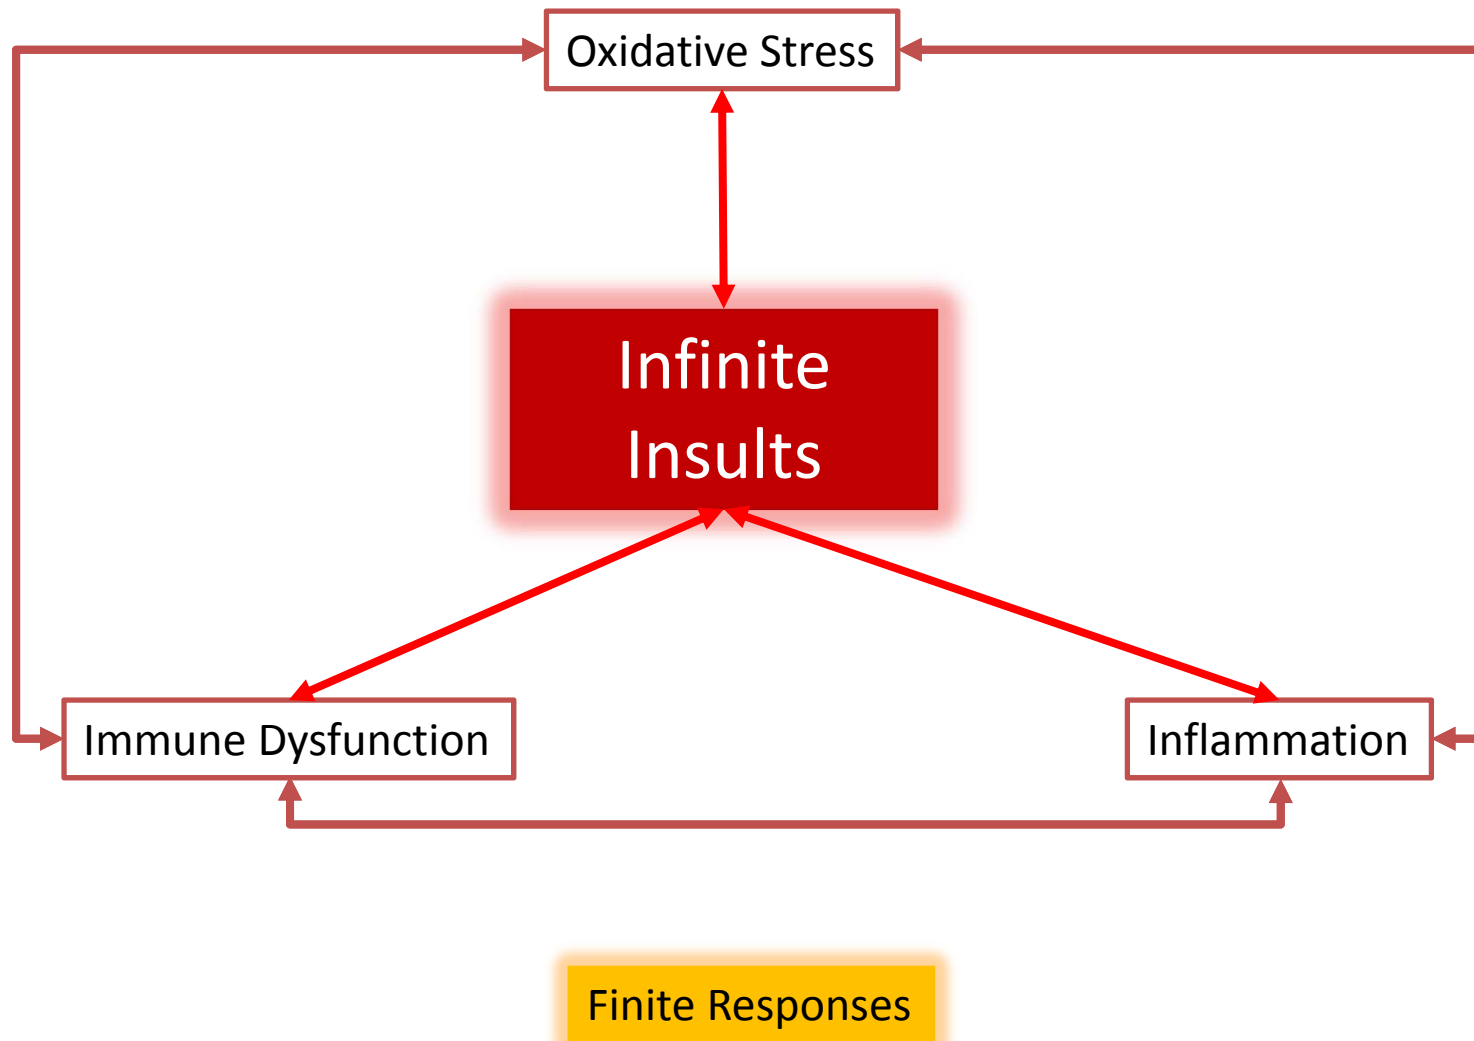 Oxidative Stress
Infinite
Insults
Immune Dysfunction
Inflammation
Finite Responses